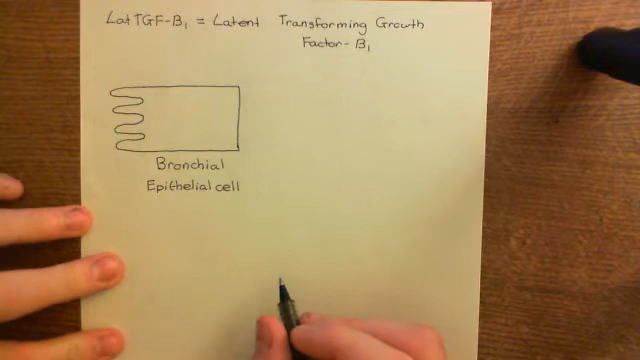 Lat TGF-B₁ = Latent Transforming Growth
Factor-B₁
Bronchial
Epithelial cell